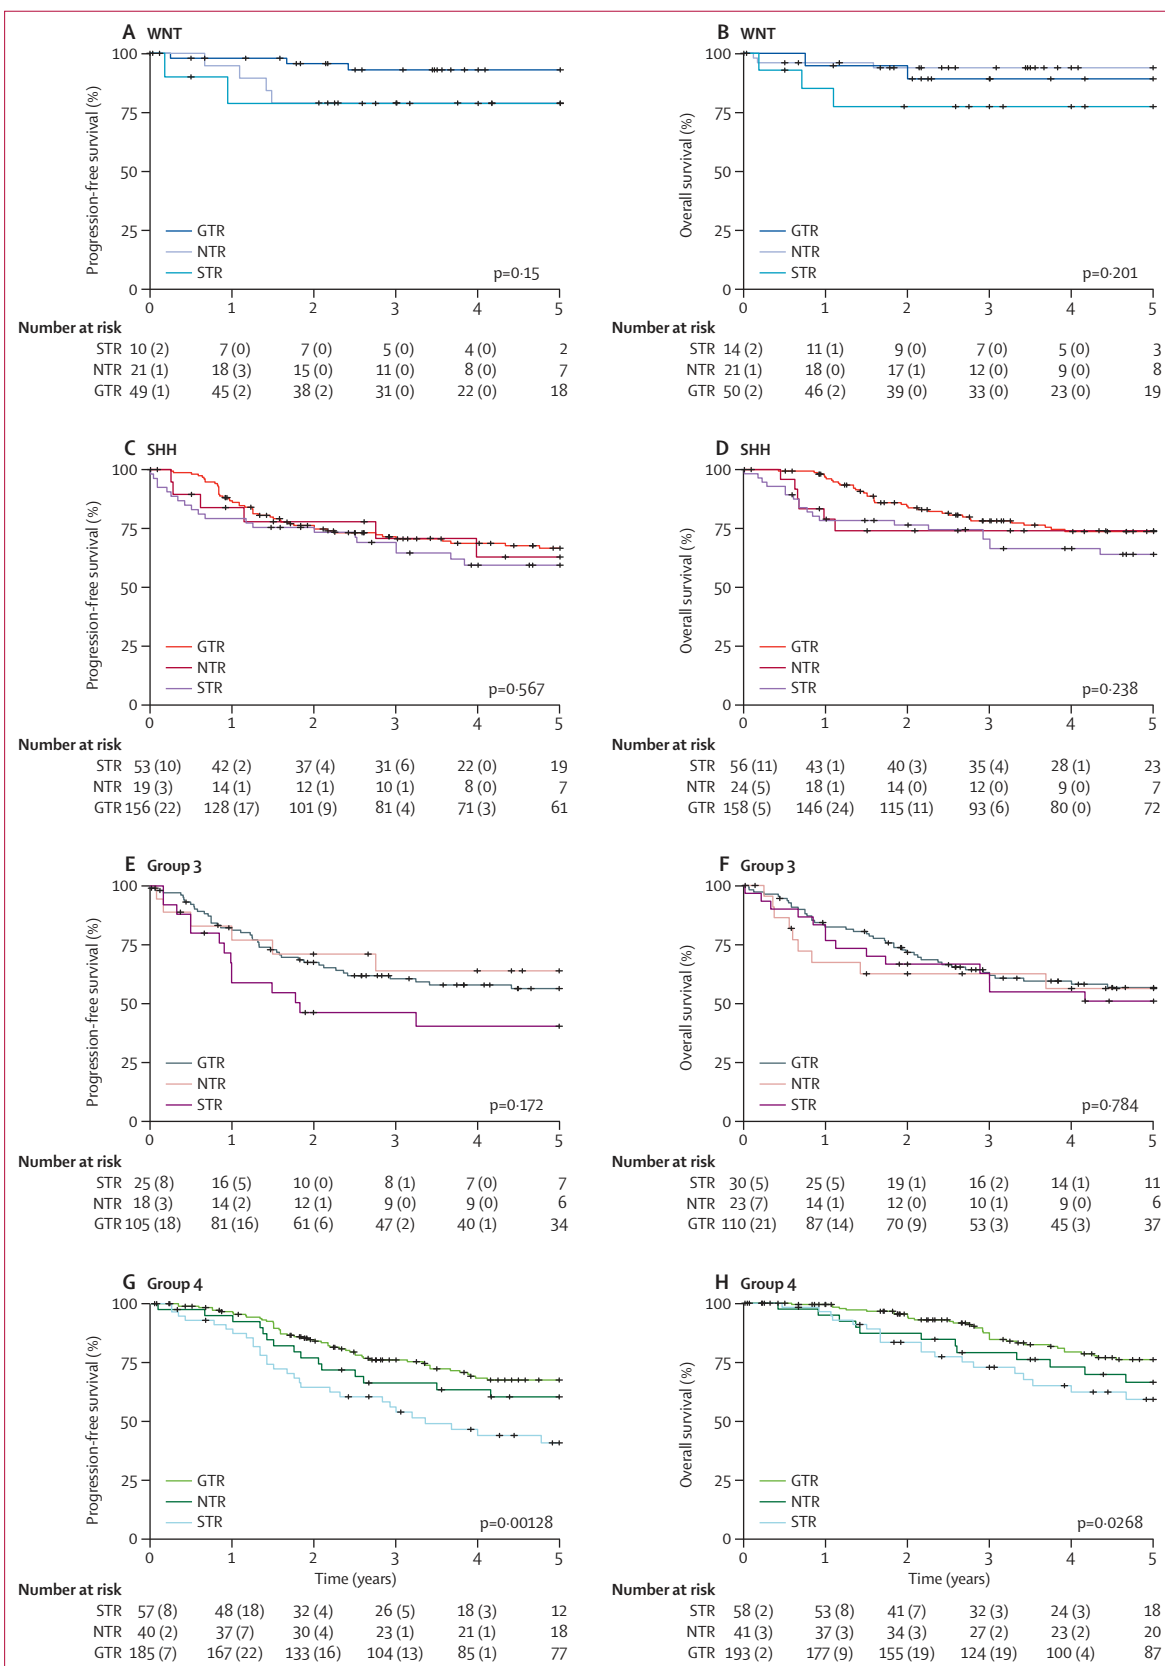 A WNT
Progression-free survival (%)
100
75
50
25
0
GTR
NTR
STR
p=0·15
0 1 2 3 4 5
Number at risk
STR 10 (2) 7 (0) 7 (0) 5 (0) 4 (0) 2
NTR 21 (1) 18 (3) 15 (0) 11 (0) 8 (0) 7
GTR 49 (1) 45 (2) 38 (2) 31 (0) 22 (0) 18
B WNT
Overall survival (%)
100
75
50
25
0
GTR
NTR
STR
p=0·201
0 1 2 3 4 5
Number at risk
STR 14 (2) 11 (1) 9 (0) 7 (0) 5 (0) 3
NTR 21 (1) 18 (0) 17 (1) 12 (0) 9 (0) 8
GTR 50 (2) 46 (2) 39 (0) 33 (0) 23 (0) 19
C SHH
Progression-free survival (%)
100
75
50
25
0
GTR
NTR
STR
p=0·567
0 1 2 3 4 5
Number at risk
STR 53 (10) 42 (2) 37 (4) 31 (6) 22 (0) 19
NTR 19 (3) 14 (1) 12 (1) 10 (1) 8 (0) 7
GTR 156 (22) 128 (17) 101 (9) 81 (4) 71 (3) 61
D SHH
Overall survival (%)
100
75
50
25
0
GTR
NTR
STR
p=0·238
0 1 2 3 4 5
Number at risk
STR 56 (11) 43 (1) 40 (3) 35 (4) 28 (1) 23
NTR 24 (5) 18 (1) 14 (0) 12 (0) 9 (0) 7
GTR 158 (5) 146 (24) 115 (11) 93 (6) 80 (0) 72
E Group 3
Progression-free survival (%)
100
75
50
25
0
GTR
NTR
STR
p=0·172
0 1 2 3 4 5
Number at risk
STR 25 (8) 16 (5) 10 (0) 8 (1) 7 (0) 7
NTR 18 (3) 14 (2) 12 (1) 9 (0) 9 (0) 6
GTR 105 (18) 81 (16) 61 (6) 47 (2) 40 (1) 34
F Group 3
Overall survival (%)
100
75
50
25
0
GTR
NTR
STR
p=0·784
0 1 2 3 4 5
Number at risk
STR 30 (5) 25 (5) 19 (1) 16 (2) 14 (1) 11
NTR 23 (7) 14 (1) 12 (0) 10 (1) 9 (0) 6
GTR 110 (21) 87 (14) 70 (9) 53 (3) 45 (3) 37
G Group 4
Progression-free survival (%)
100
75
50
25
0
GTR
NTR
STR
p=0·00128
0 1 2 3 4 5
Time (years)
Number at risk
STR 57 (8) 48 (18) 32 (4) 26 (5) 18 (3) 12
NTR 40 (2) 37 (7) 30 (4) 23 (1) 21 (1) 18
GTR 185 (7) 167 (22) 133 (16) 104 (13) 85 (1) 77
H Group 4
Overall survival (%)
100
75
50
25
0
GTR
NTR
STR
p=0·0268
0 1 2 3 4 5
Time (years)
Number at risk
STR 58 (2) 53 (8) 41 (7) 32 (3) 24 (3) 18
NTR 41 (3) 37 (3) 34 (3) 27 (2) 23 (2) 20
GTR 193 (2) 177 (9) 155 (19) 124 (19) 100 (4) 87